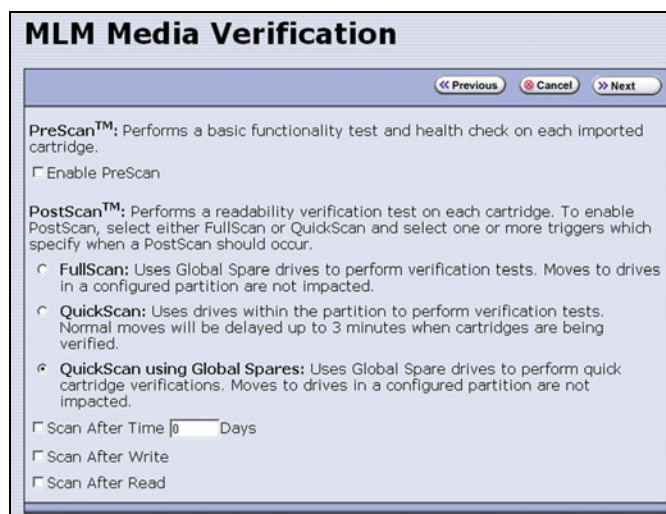 MLM Media Verification
Previous Cancel Next
PreScan™: Performs a basic functionality test and health check on each imported
cartridge.
Enable PreScan
PostScan™: Performs a readability verification test on each cartridge. To enable
PostScan, select either FullScan or QuickScan and select one or more triggers which
specify when a PostScan should occur.
FullScan: Uses Global Spare drives to perform verification tests. Moves to drives
in a configured partition are not impacted.
QuickScan: Uses drives within the partition to perform verification tests.
Normal moves will be delayed up to 3 minutes when cartridges are being
verified.
QuickScan using Global Spares: Uses Global Spare drives to perform quick
cartridge verifications. Moves to drives in a configured partition are not
impacted.
Scan After Time 0 Days
Scan After Write
Scan After Read